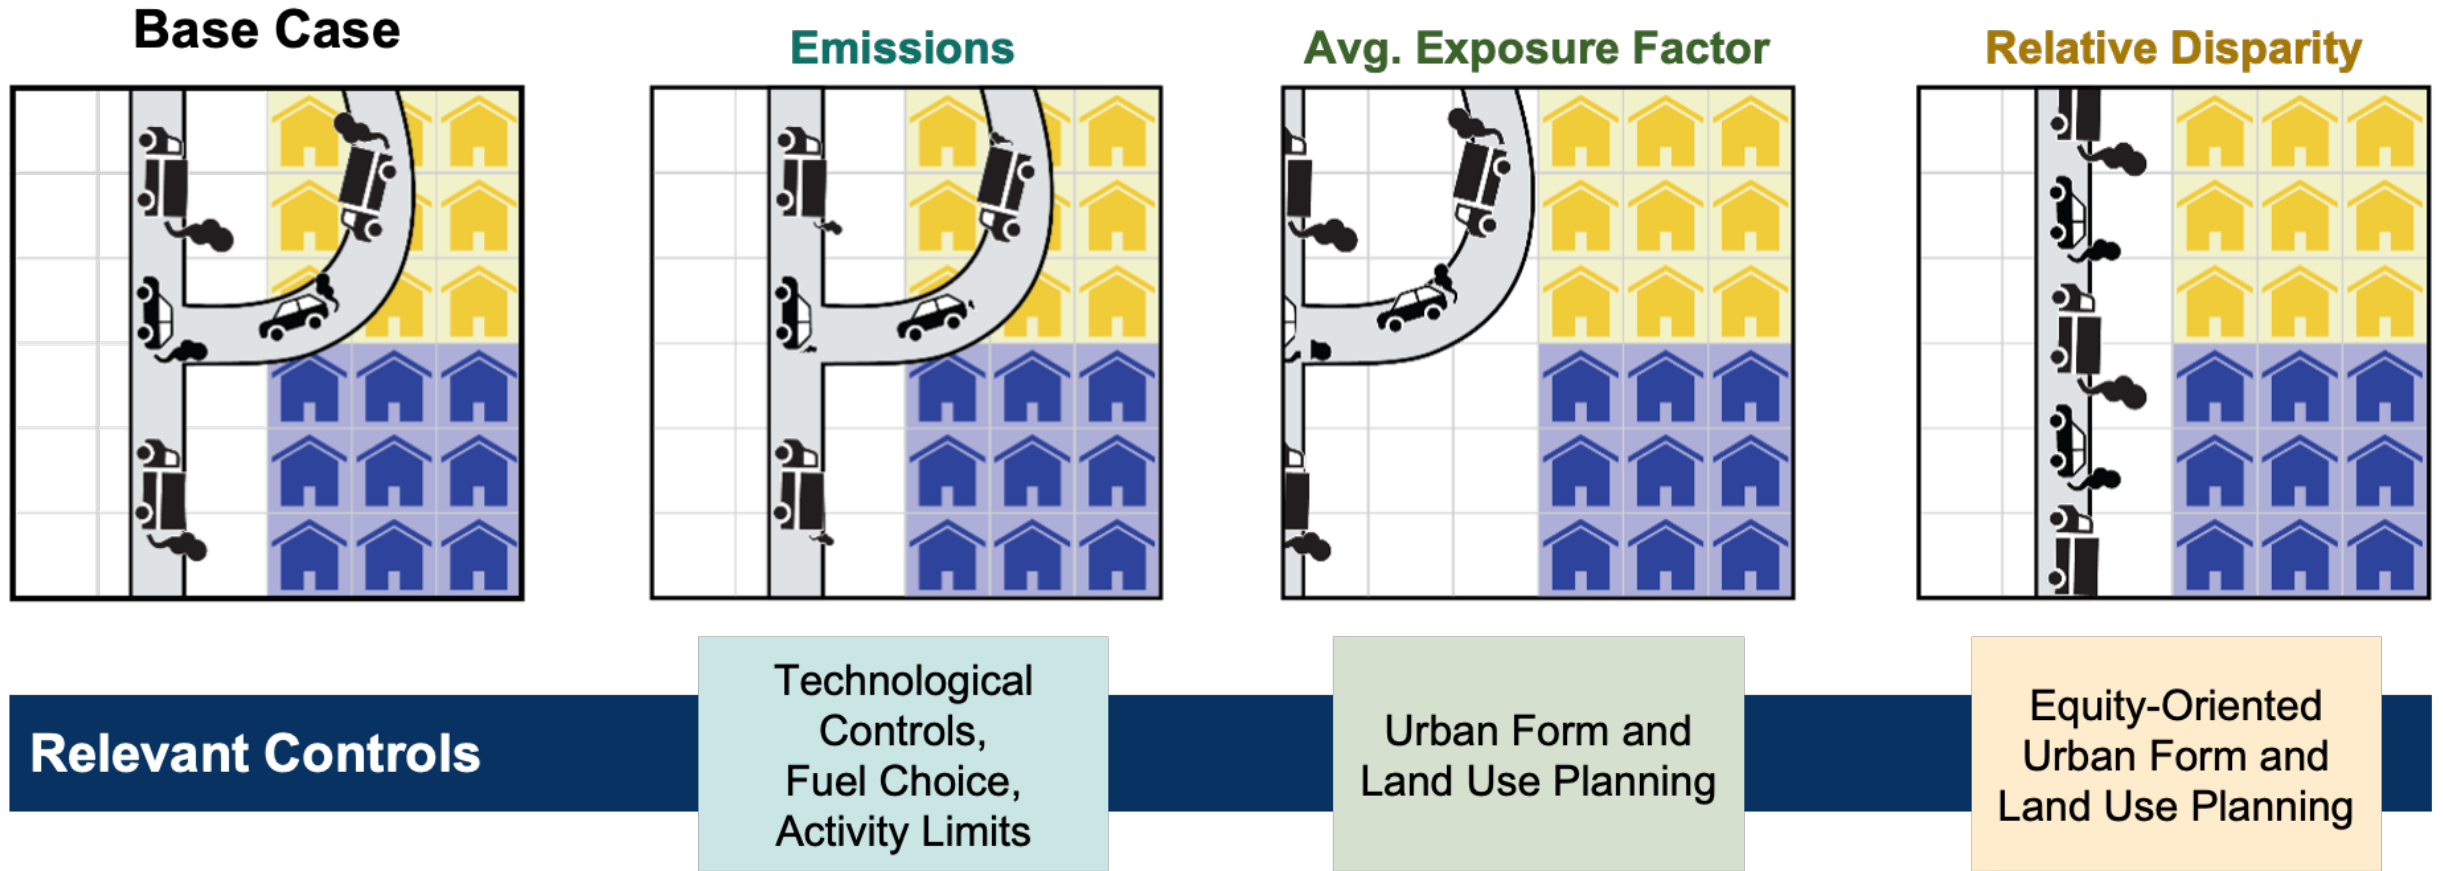 Base Case
Emissions
Avg. Exposure Factor
Relative Disparity
Relevant Controls
Technological
Controls,
Fuel Choice,
Activity Limits
Urban Form and
Land Use Planning
Equity-Oriented
Urban Form and
Land Use Planning